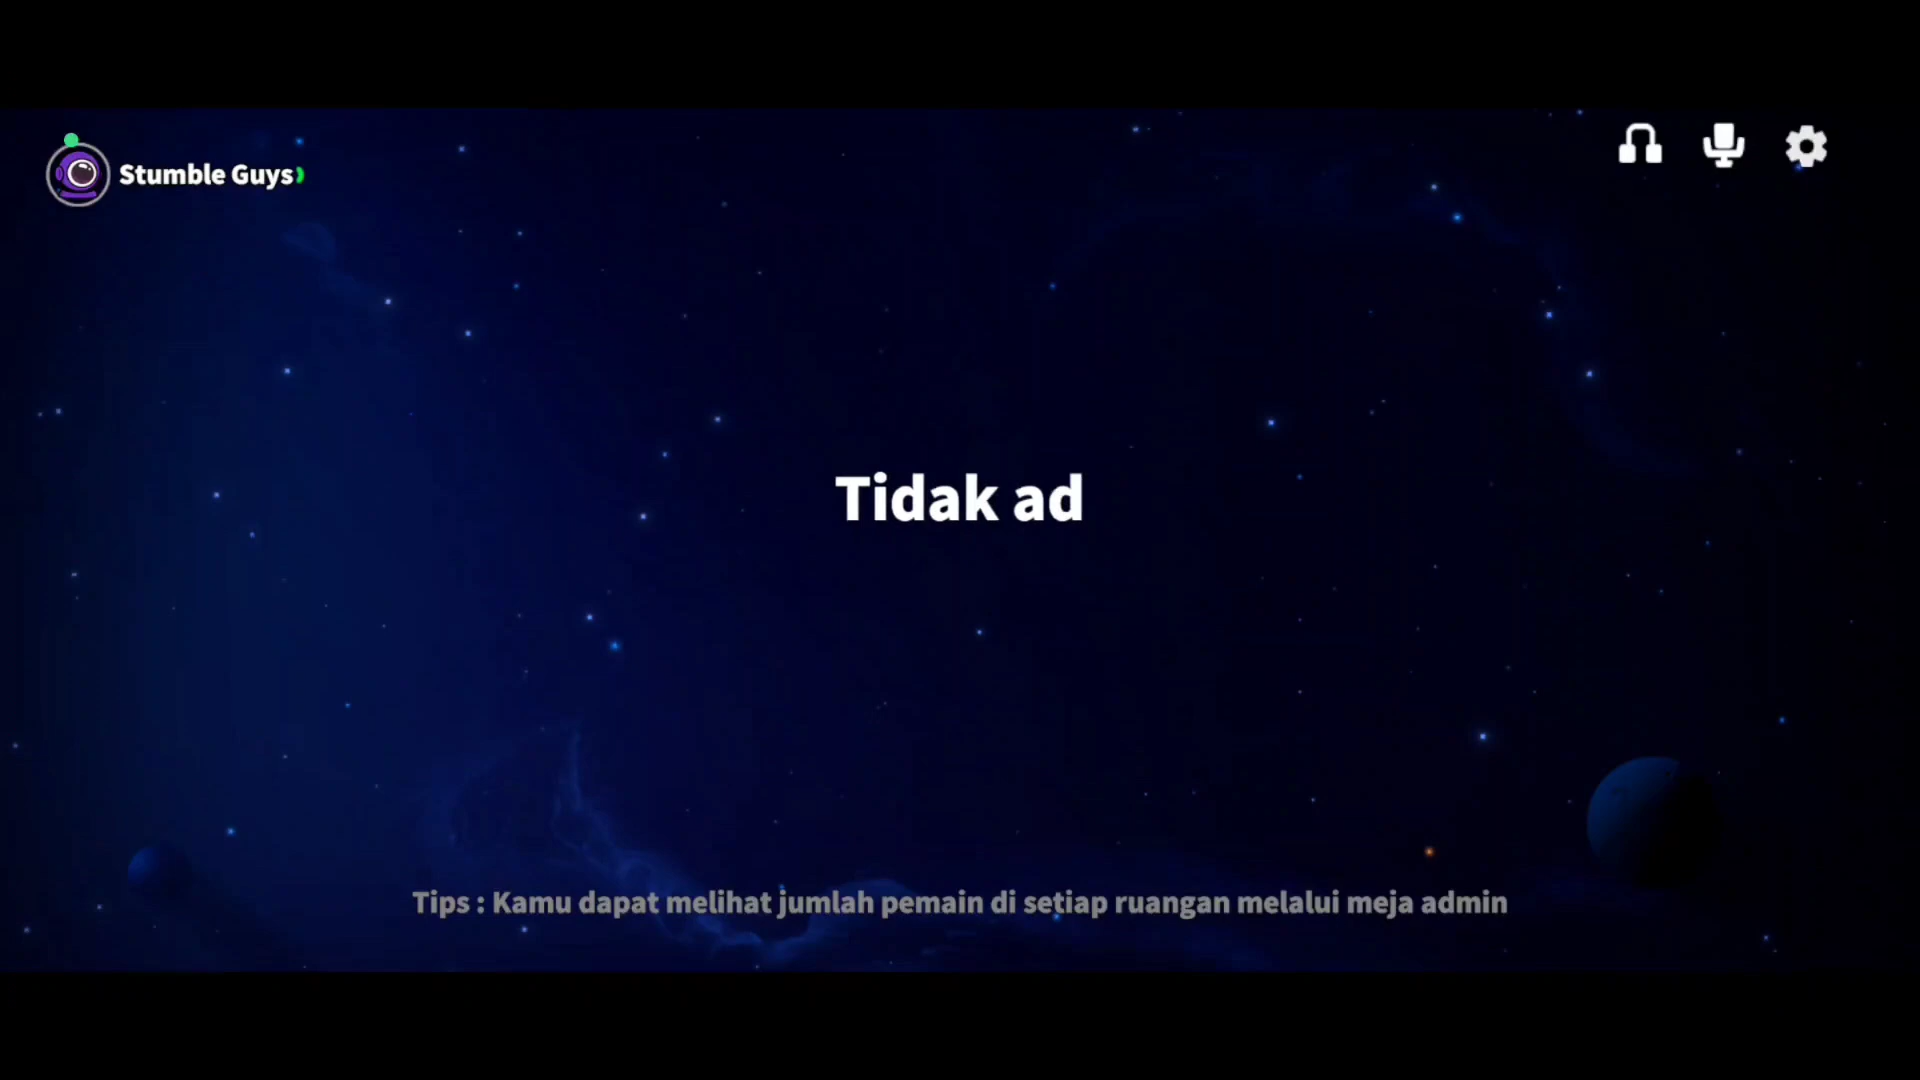 Stumble Guys
Tidak ad
Tips : Kamu dapat melihat jumlah pemain di setiap ruangan melalui meja admin